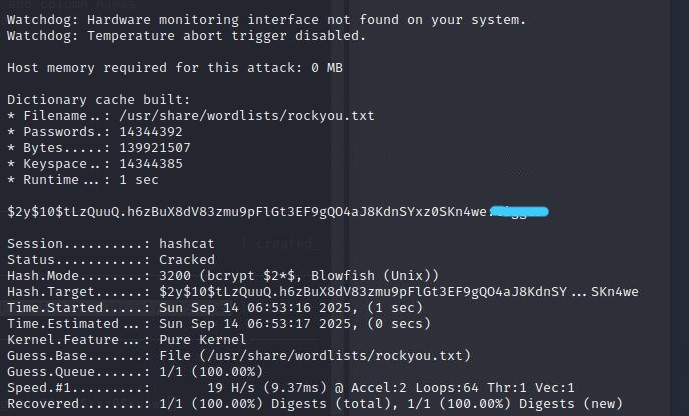 Watchdog: Hardware monitoring interface not found on your system.
Watchdog: Temperature abort trigger disabled.
Host memory required for this attack: 0 MB
Dictionary cache built:
* Filename..: /usr/share/wordlists/rockyou.txt
* Passwords.: 14344392
* Bytes.....: 139921507
* Keyspace..: 14344385
* Runtime...: 1 sec
$2y$10$tLzQuuQ.h6zBuX8dV83zmu9pFlGt3EF9gQO4aJ8KdnSYxz0SKn4we:
Session..........: hashcat
Status...........: Cracked
Hash.Mode........: 3200 (bcrypt $2*$, Blowfish (Unix))
Hash.Target......: $2y$10$tLzQuuQ.h6zBuX8dV83zmu9pFlGt3EF9gQO4aJ8KdnSY...SKn4we
Time.Started.....: Sun Sep 14 06:53:16 2025, (1 sec)
Time.Estimated...: Sun Sep 14 06:53:17 2025, (0 secs)
Kernel.Feature...: Pure Kernel
Guess.Base.......: File (/usr/share/wordlists/rockyou.txt)
Guess.Queue......: 1/1 (100.00%)
Speed.#1.........:       19 H/s (9.37ms) @ Accel:2 Loops:64 Thr:1 Vec:1
Recovered........: 1/1 (100.00%) Digests (total), 1/1 (100.00%) Digests (new)